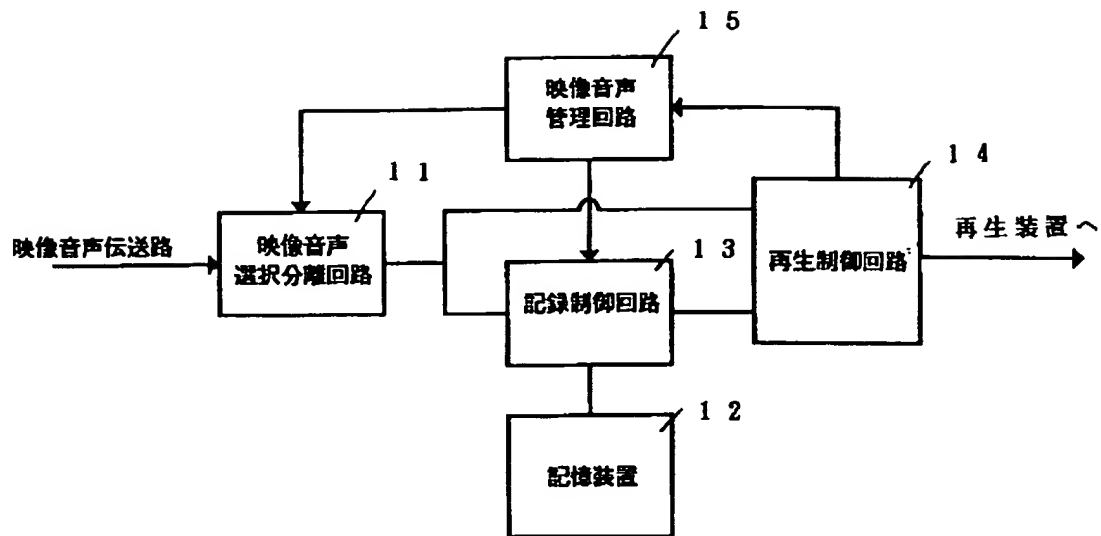 １５
映像音声
管理回路
１４
１１
映像音声伝送路
映像音声
選択分離回路
再生装置へ
１３
再生制御回路
記録制御回路
１２
記憶装置